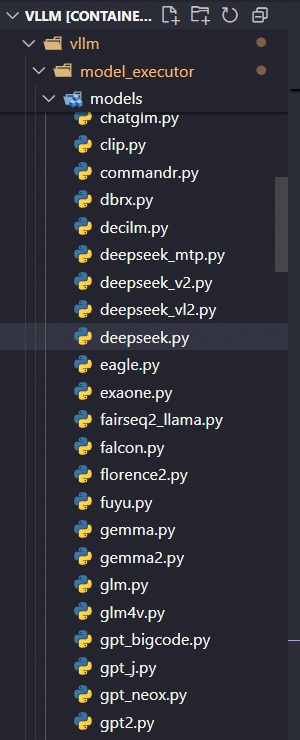 VLLM [CONTAINE...
vllm
model_executor
models
chatglm.py
clip.py
commandr.py
dbrx.py
decilm.py
deepseek_mtp.py
deepseek_v2.py
deepseek_vl2.py
deepseek.py
eagle.py
exaone.py
fairseq2_llama.py
falcon.py
florence2.py
fuyu.py
gemma.py
gemma2.py
glm.py
glm4v.py
gpt_bigcode.py
gpt_j.py
gpt_neox.py
gpt2.py